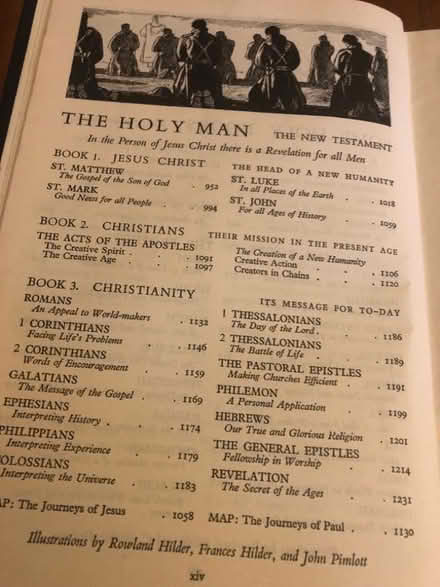 THE HOLY MAN THE NEW TESTAMENT
In the Person of Jesus Christ there is a Revelation for all Men
BOOK 1. JESUS CHRIST
ST. MATTHEW
The Gospel of the Son of God . 952
ST. MARK
Good News for all People . 994
THE HEAD OF A NEW HUMANITY
ST. LUKE
In all Places of the Earth . 1018
ST. JOHN
For all Ages of History . 1059
BOOK 2. CHRISTIANS
THE ACTS OF THE APOSTLES
The Creative Spirit . . 1091
The Creative Age . . 1097
THEIR MISSION IN THE PRESENT AGE
The Creation of a New Humanity
Creative Action . . 1106
Creators in Chains . . 1120
BOOK 3. CHRISTIANITY
ROMANS
An Appeal to World-makers . 1132
1 CORINTHIANS
Facing Life's Problems . 1146
2 CORINTHIANS
Words of Encouragement . 1159
GALATIANS
The Message of the Gospel . 1169
EPHESIANS
Interpreting History . . 1174
PHILIPPIANS
Interpreting Experience . 1179
OLOSSIANS
Interpreting the Universe . 1183
ITS MESSAGE FOR TO-DAY
1 THESSALONIANS
The Day of the Lord . . 1186
2 THESSALONIANS
The Battle of Life . . 1189
THE PASTORAL EPISTLES
Making Churches Efficient . 1191
PHILEMON
A Personal Application . 1199
HEBREWS
Our True and Glorious Religion . 1201
THE GENERAL EPISTLES
Fellowship in Worship . 1214
REVELATION
The Secret of the Ages . 1231
AP: The Journeys of Jesus . 1058
MAP: The Journeys of Paul . . 1130
Illustrations by Rowland Hilder, Frances Hilder, and John Pimlott
xiv